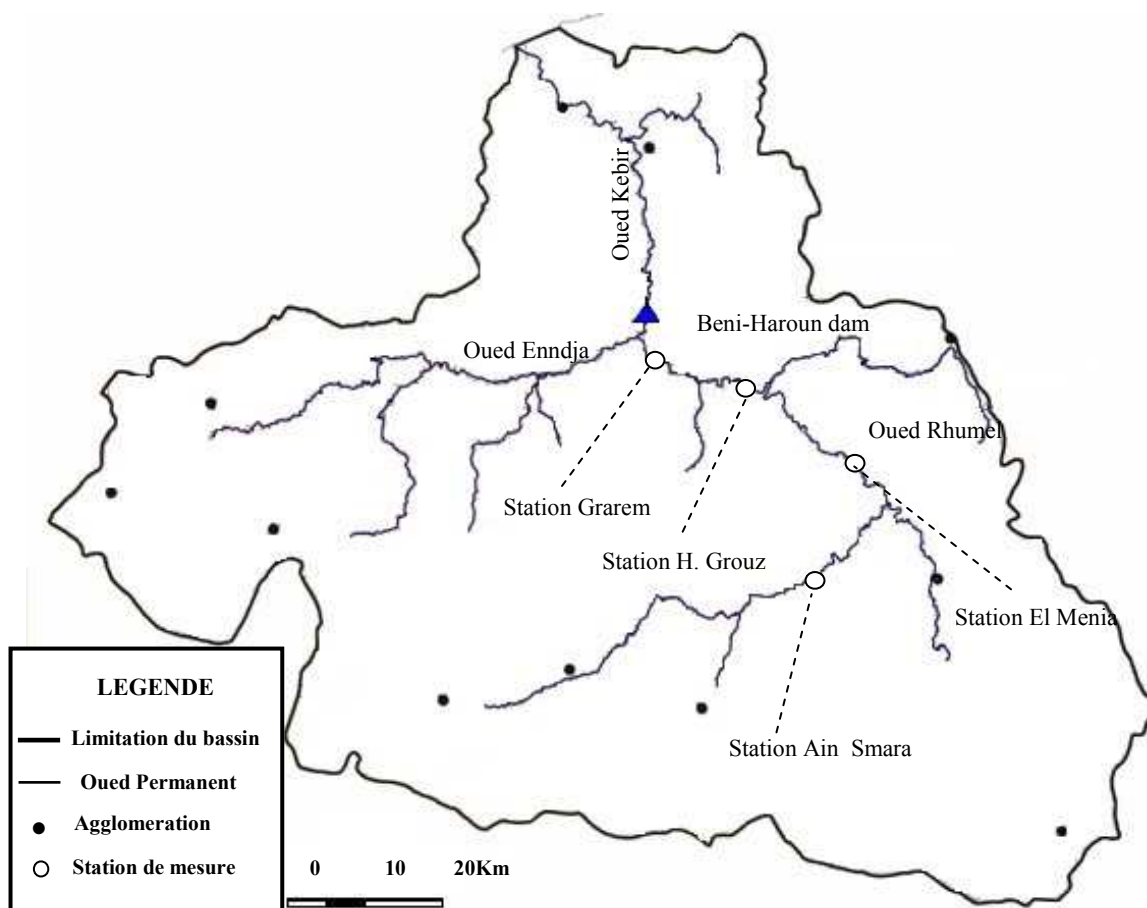 Oued Kebir
Beni-Haroun dam
Oued Enndja
Oued Rhumel
Station Grarem
Station H. Grouz
Station El Menia
Station Ain Smara
LEGENDE
Limitation du bassin
Oued Permanent
Agglomeration
Station de mesure
0 10 20Km